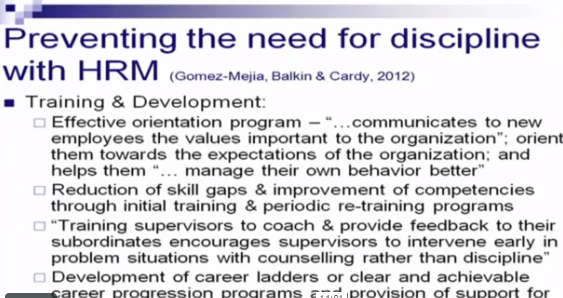 Preventing the need for discipline
with HRM (Gomez-Mejia, Balkin & Cardy, 2012)
Training & Development:
Effective orientation program – “…communicates to new
employees the values important to the organization”; orient
them towards the expectations of the organization; and
helps them “… manage their own behavior better”
Reduction of skill gaps & improvement of competencies
through initial training & periodic re-training programs
“Training supervisors to coach & provide feedback to their
subordinates encourages supervisors to intervene early in
problem situations with counselling rather than discipline”
Development of career ladders or clear and achievable
career progression programs and provision of support for